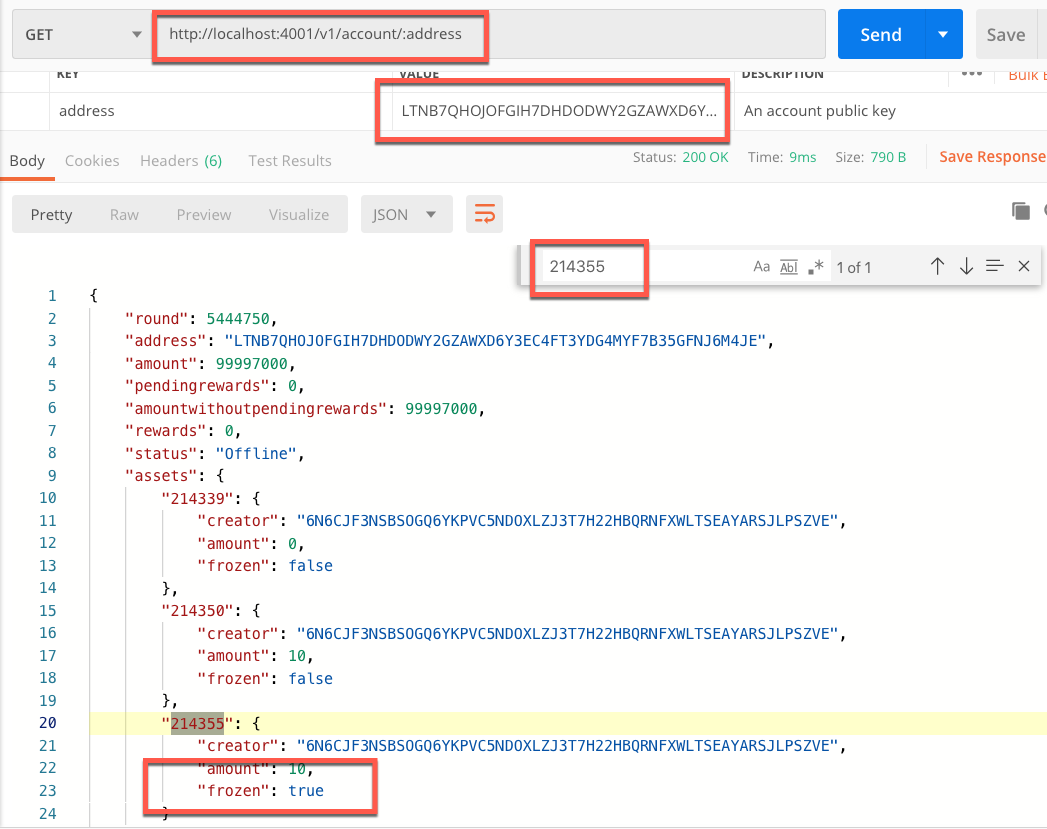 GET http://localhost:4001/v1/account/:address Send Save
KEY VALUE DESCRIPTION ••• Bulk E
address LTNB7QHOJOFGIH7DHDODWY2GZAWXD6Y... An account public key
Body Cookies Headers (6) Test Results Status: 200 OK Time: 9ms Size: 790 B Save Response
Pretty Raw Preview Visualize JSON
214355 Aa Abl .* 1 of 1
1 {
2 "round": 5444750,
3 "address": "LTNB7QHOJOFGIH7DHDODWY2GZAWXD6Y3EC4FT3YDG4MYF7B35GFNJ6M4JE",
4 "amount": 99997000,
5 "pendingrewards": 0,
6 "amountwithoutpendingrewards": 99997000,
7 "rewards": 0,
8 "status": "Offline",
9 "assets": {
10 "214339": {
11 "creator": "6N6CJF3NSBSOGQ6YKPVC5NDOXLZJ3T7H22HBQRNFXWLTSEAYARSJLPSZVE",
12 "amount": 0,
13 "frozen": false
14 },
15 "214350": {
16 "creator": "6N6CJF3NSBSOGQ6YKPVC5NDOXLZJ3T7H22HBQRNFXWLTSEAYARSJLPSZVE",
17 "amount": 10,
18 "frozen": false
19 },
20 "214355": {
21 "creator": "6N6CJF3NSBSOGQ6YKPVC5NDOXLZJ3T7H22HBQRNFXWLTSEAYARSJLPSZVE",
22 "amount": 10,
23 "frozen": true
24 }